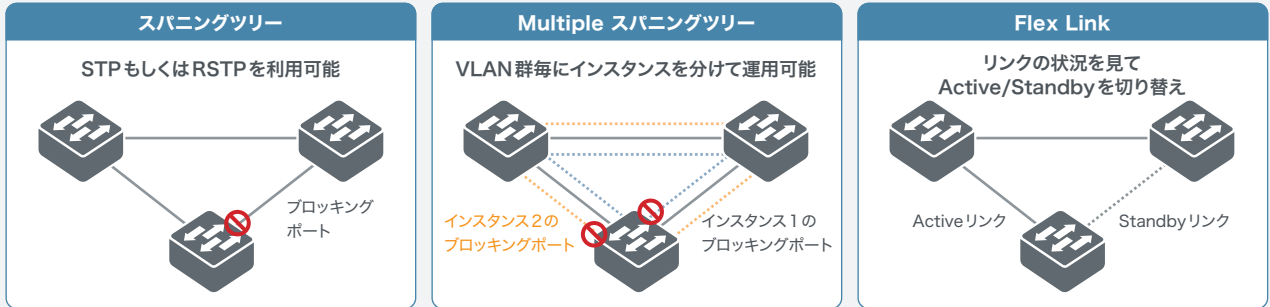 スパニングツリー
STPもしくはRSTPを利用可能
ブロッキング
ポート
Multiple スパニングツリー
VLAN群毎にインスタンスを分けて運用可能
インスタンス2の
ブロッキングポート
インスタンス1の
ブロッキングポート
Flex Link
リンクの状況を見て
Active/Standbyを切り替え
Activeリンク
Standbyリンク